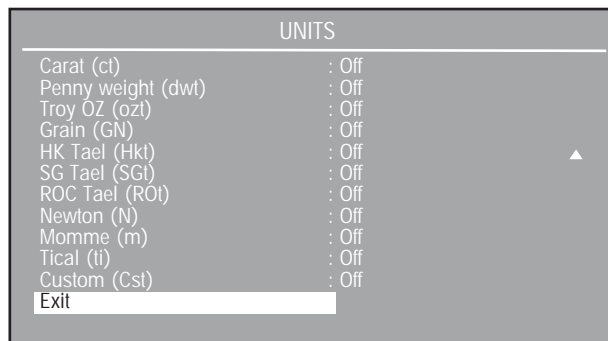 UNITS
Carat (ct) : Off
Penny weight (dwt) : Off
Troy OZ (ozt) : Off
Grain (GN) : Off
HK Tael (Hkt) : Off
SG Tael (SGt) : Off
ROC Tael (ROt) : Off
Newton (N) : Off
Momme (m) : Off
Tical (ti) : Off
Custom (Cst) : Off
Exit